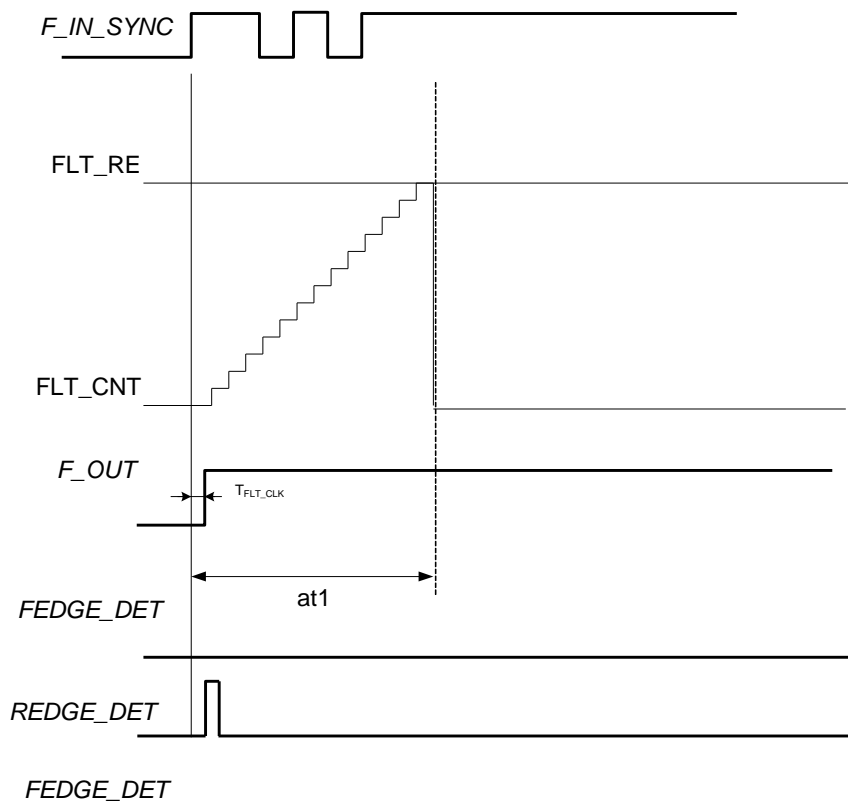 F_IN_SYNC
FLT_RE
FLT_CNT
F_OUT
TFLT_CLK
at1
FEDGE_DET
REDGE_DET
FEDGE_DET